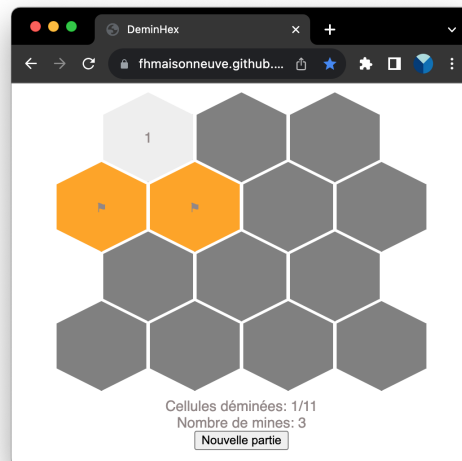 DeminHex
fhmaisonneuve.github....
1
Cellules déminées: 1/11
Nombre de mines: 3
Nouvelle partie